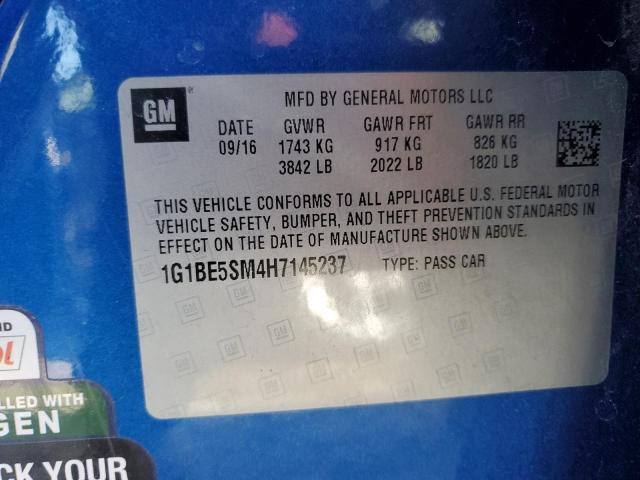 GM
MFD BY GENERAL MOTORS LLC
DATE GVWR GAWR FRT GAWR RR
09/16 1743 KG 917 KG 826 KG
3842 LB 2022 LB 1820 LB
THIS VEHICLE CONFORMS TO ALL APPLICABLE U.S. FEDERAL MOTOR
VEHICLE SAFETY, BUMPER, AND THEFT PREVENTION STANDARDS IN
EFFECT ON THE DATE OF MANUFACTURE SHOWN ABOVE.
1G1BE5SM4H7145237 TYPE: PASS CAR
WITH
GEN
YOUR